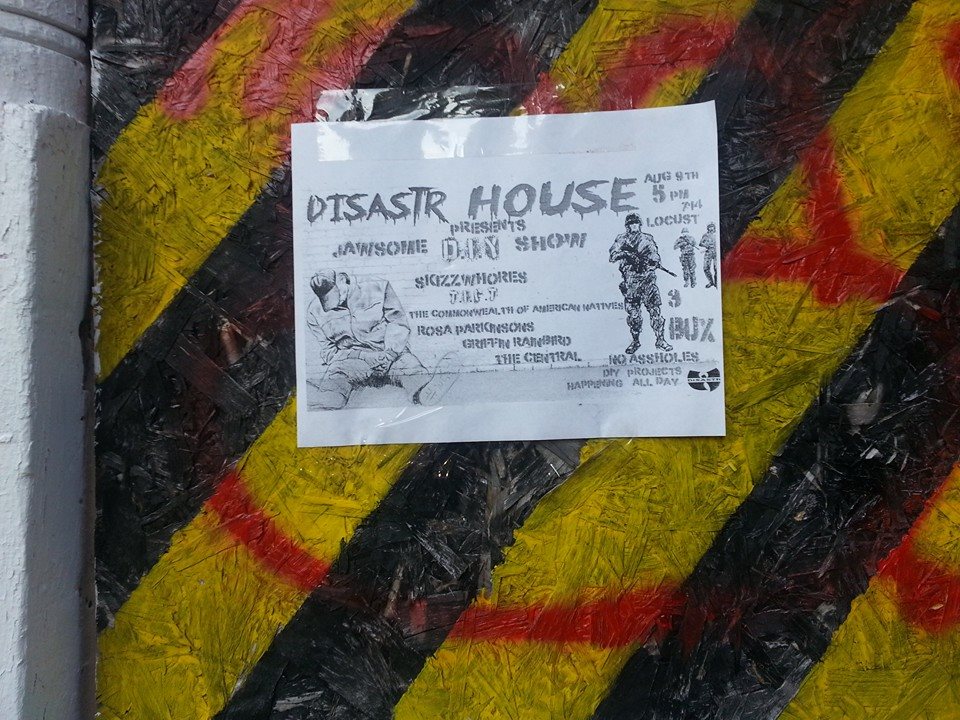 DISASTR HOUSE
AUG 9TH
5 PM
714
LOCUST
PRESENTS
JAWSOME D.I.Y SHOW
SKIZZWHORES
THE COMMONWEALTH OF AMERICAN NATIVES
ROSA PARKINSONS
GRIFFIN RAINBIRD
THE CENTRAL
3
BUX
NO ASSHOLES
DIY PROJECTS
HAPPENING ALL DAY
DISASTR